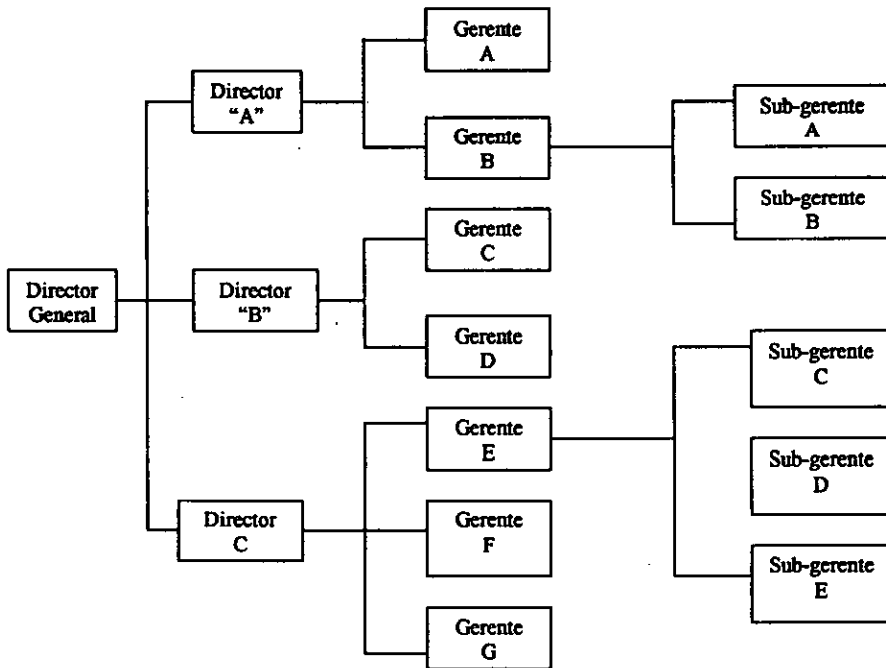 Director
General
Director
“A”
Director
“B”
Director
C
Gerente
A
Gerente
B
Gerente
C
Gerente
D
Gerente
E
Gerente
F
Gerente
G
Sub-gerente
A
Sub-gerente
B
Sub-gerente
C
Sub-gerente
D
Sub-gerente
E